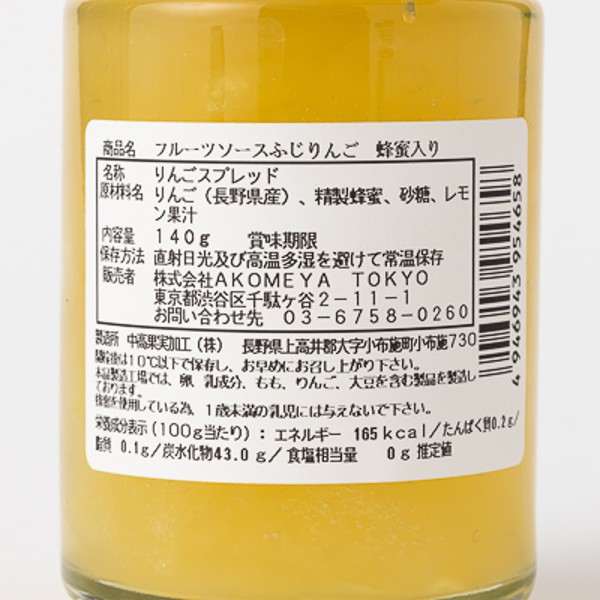 商品名 フルーツソースふじりんご 蜂蜜入り
名称 りんごスプレッド
原材料名 りんご（長野県産）、精製蜂蜜、砂糖、レモ
ン果汁
内容量 140g 賞味期限
保存方法 直射日光及び高温多湿を避けて常温保存
販売者 株式会社AKOMEYA TOKYO
東京都渋谷区千駄ヶ谷2-11-1
お問い合わせ先 03-6758-0260
製造所 中高果実加工（株） 長野県上高井郡大字小布施町小布施730
開封後は10℃以下で保存し、お早めにお召し上がり下さい。
本品製造工場では、卵、乳成分、もも、りんご、大豆を含む製品を製造し
ております。
蜂蜜を使用している為、1歳未満の乳児には与えないで下さい。
栄養成分表示(100g当たり)：エネルギー 165kcal/たんぱく質0.2g/
脂質 0.1g/炭水化物43.0g/食塩相当量 0g 推定値
4946943954658